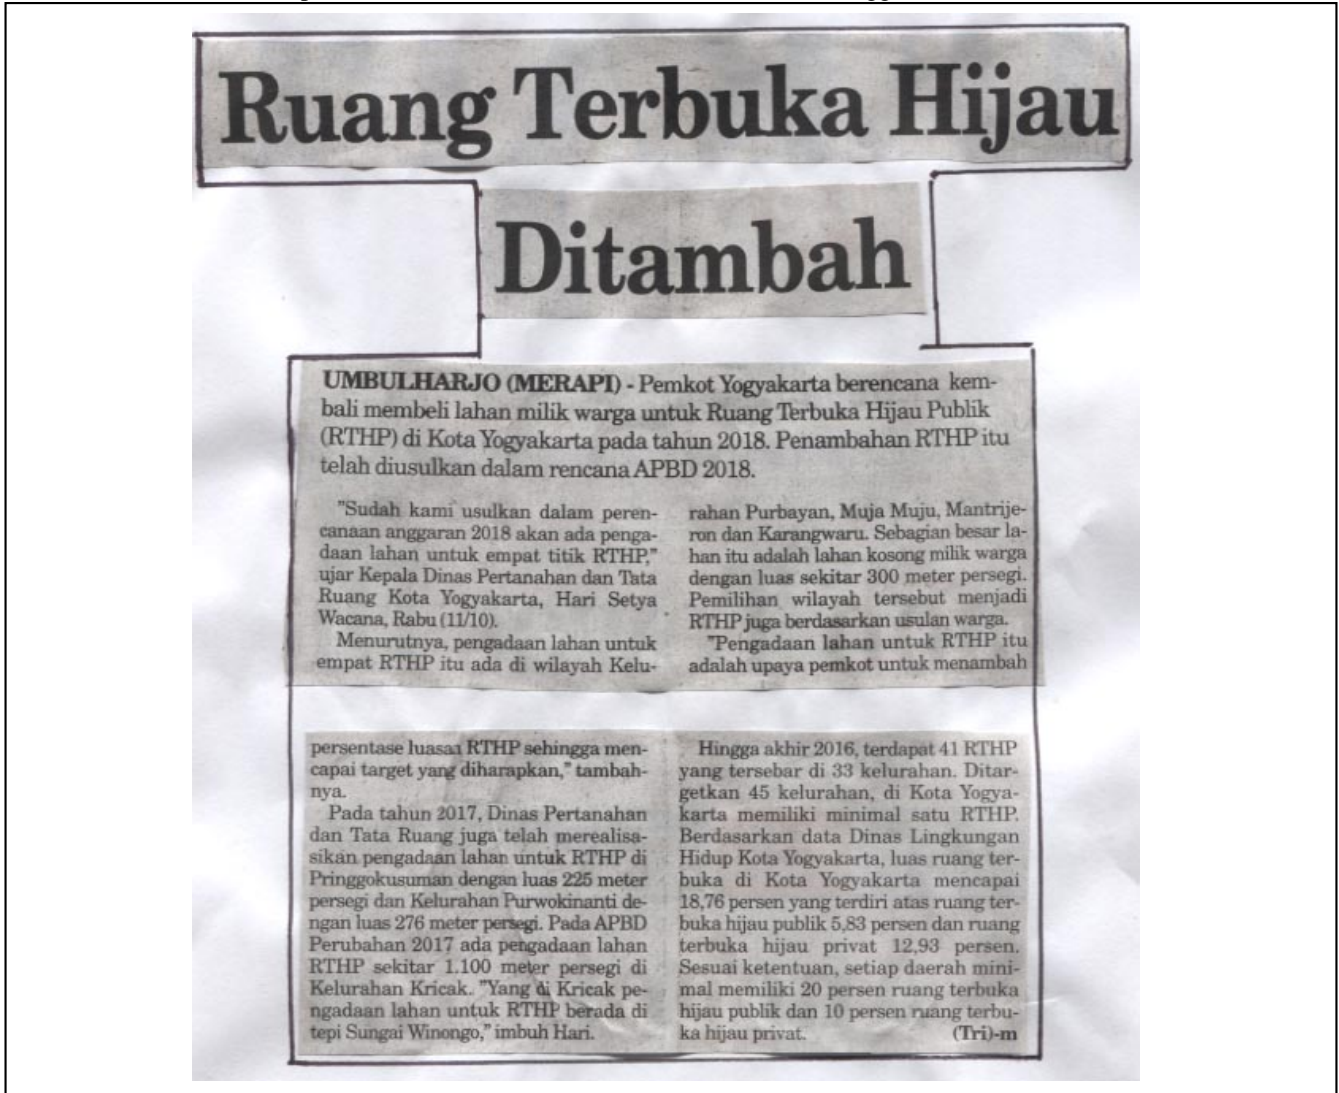 Ruang Terbuka Hijau
Ditambah
UMBULHARJO (MERAPI) - Pemkot Yogyakarta berencana kem-
bali membeli lahan milik warga untuk Ruang Terbuka Hijau Publik
(RTHP) di Kota Yogyakarta pada tahun 2018. Penambahan RTHP itu
telah diusulkan dalam rencana APBD 2018.
"Sudah kami usulkan dalam peren-
canaan anggaran 2018 akan ada penga-
daan lahan untuk empat titik RTHP,"
ujar Kepala Dinas Pertanahan dan Tata
Ruang Kota Yogyakarta, Hari Setya
Wacana, Rabu (11/10).
Menurutnya, pengadaan lahan untuk
empat RTHP itu ada di wilayah Kelu-
rahan Purbayan, Muja Muju, Mantrije-
ron dan Karangwaru. Sebagian besar la-
han itu adalah lahan kosong milik warga
dengan luas sekitar 300 meter persegi.
Pemilihan wilayah tersebut menjadi
RTHP juga berdasarkan usulan warga.
"Pengadaan lahan untuk RTHP itu
adalah upaya pemkot untuk menambah
persentase luasan RTHP sehingga men-
capai target yang diharapkan," tambah-
nya.
Pada tahun 2017, Dinas Pertanahan
dan Tata Ruang juga telah merealisa-
sikan pengadaan lahan untuk RTHP di
Pringgokusuman dengan luas 225 meter
persegi dan Kelurahan Purwokinanti de-
ngan luas 276 meter persegi. Pada APBD
Perubahan 2017 ada pengadaan lahan
RTHP sekitar 1.100 meter persegi di
Kelurahan Kricak. "Yang di Kricak pe-
ngadaan lahan untuk RTHP berada di
tepi Sungai Winongo," imbuh Hari.
Hingga akhir 2016, terdapat 41 RTHP
yang tersebar di 33 kelurahan. Ditar-
getkan 45 kelurahan, di Kota Yogya-
karta memiliki minimal satu RTHP.
Berdasarkan data Dinas Lingkungan
Hidup Kota Yogyakarta, luas ruang ter-
buka di Kota Yogyakarta mencapai
18,76 persen yang terdiri atas ruang ter-
buka hijau publik 5,83 persen dan ruang
terbuka hijau privat 12,93 persen.
Sesuai ketentuan, setiap daerah mini-
mal memiliki 20 persen ruang terbuka
hijau publik dan 10 persen ruang terbu-
ka hijau privat. (Tri)-m